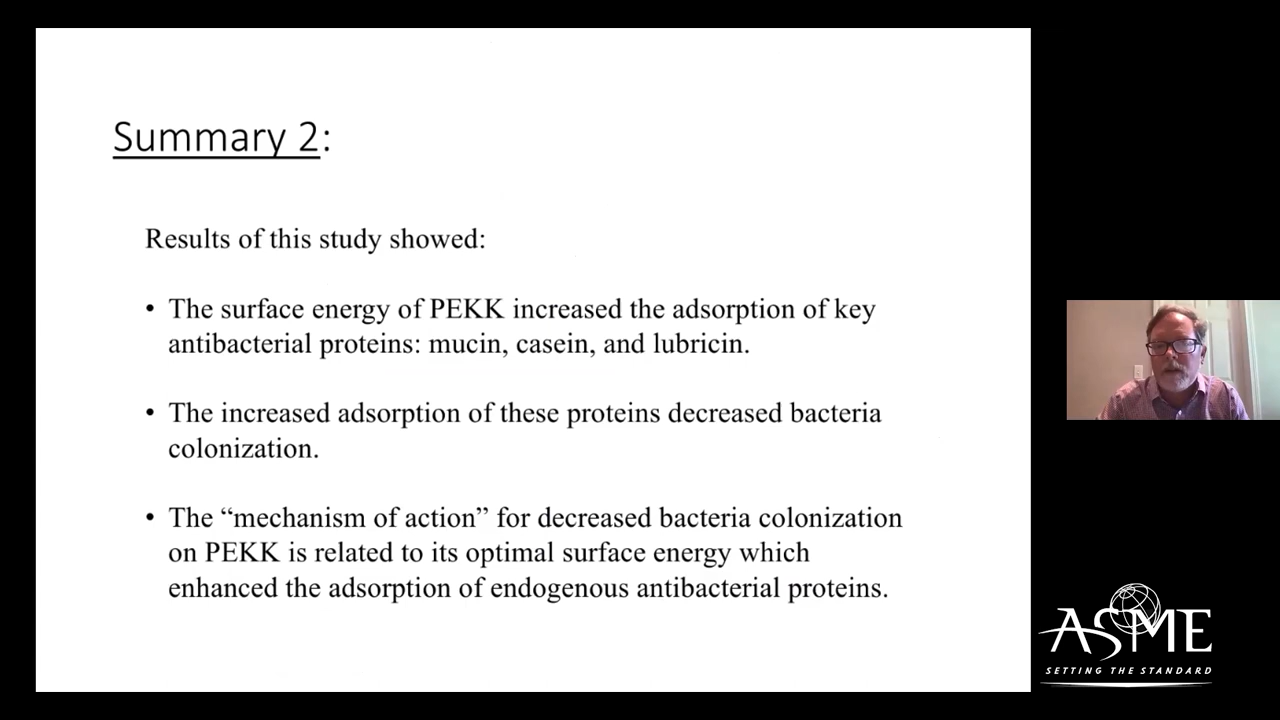 Summary 2:
Results of this study showed:
• The surface energy of PEKK increased the adsorption of key
antibacterial proteins: mucin, casein, and lubricin.
• The increased adsorption of these proteins decreased bacteria
colonization.
• The “mechanism of action” for decreased bacteria colonization
on PEKK is related to its optimal surface energy which
enhanced the adsorption of endogenous antibacterial proteins.
ASME
SETTING THE STANDARD